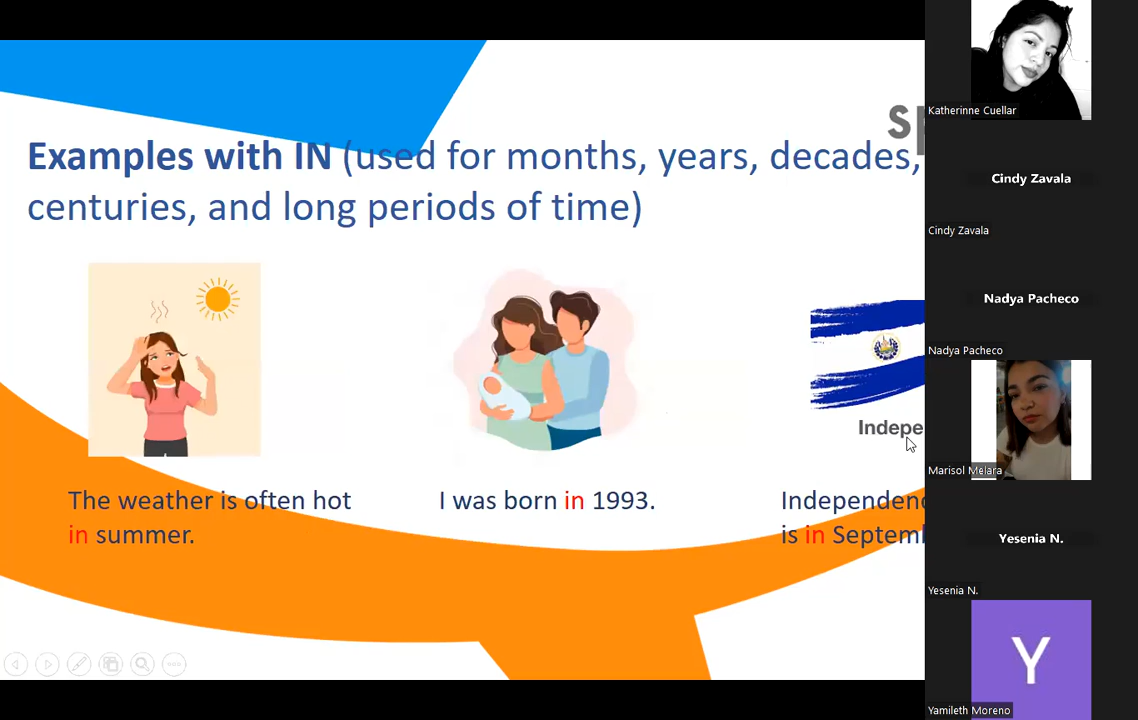 Examples with IN (used for months, years, decades,
centuries, and long periods of time)
The weather is often hot
in summer.
I was born in 1993.
Indepe
Independen
is in Septem
Katherinne Cuellar
Cindy Zavala
Cindy Zavala
Nadya Pacheco
Nadya Pacheco
Marisol Melara
Yesenia N.
Yesenia N.
Y
Yamileth Moreno